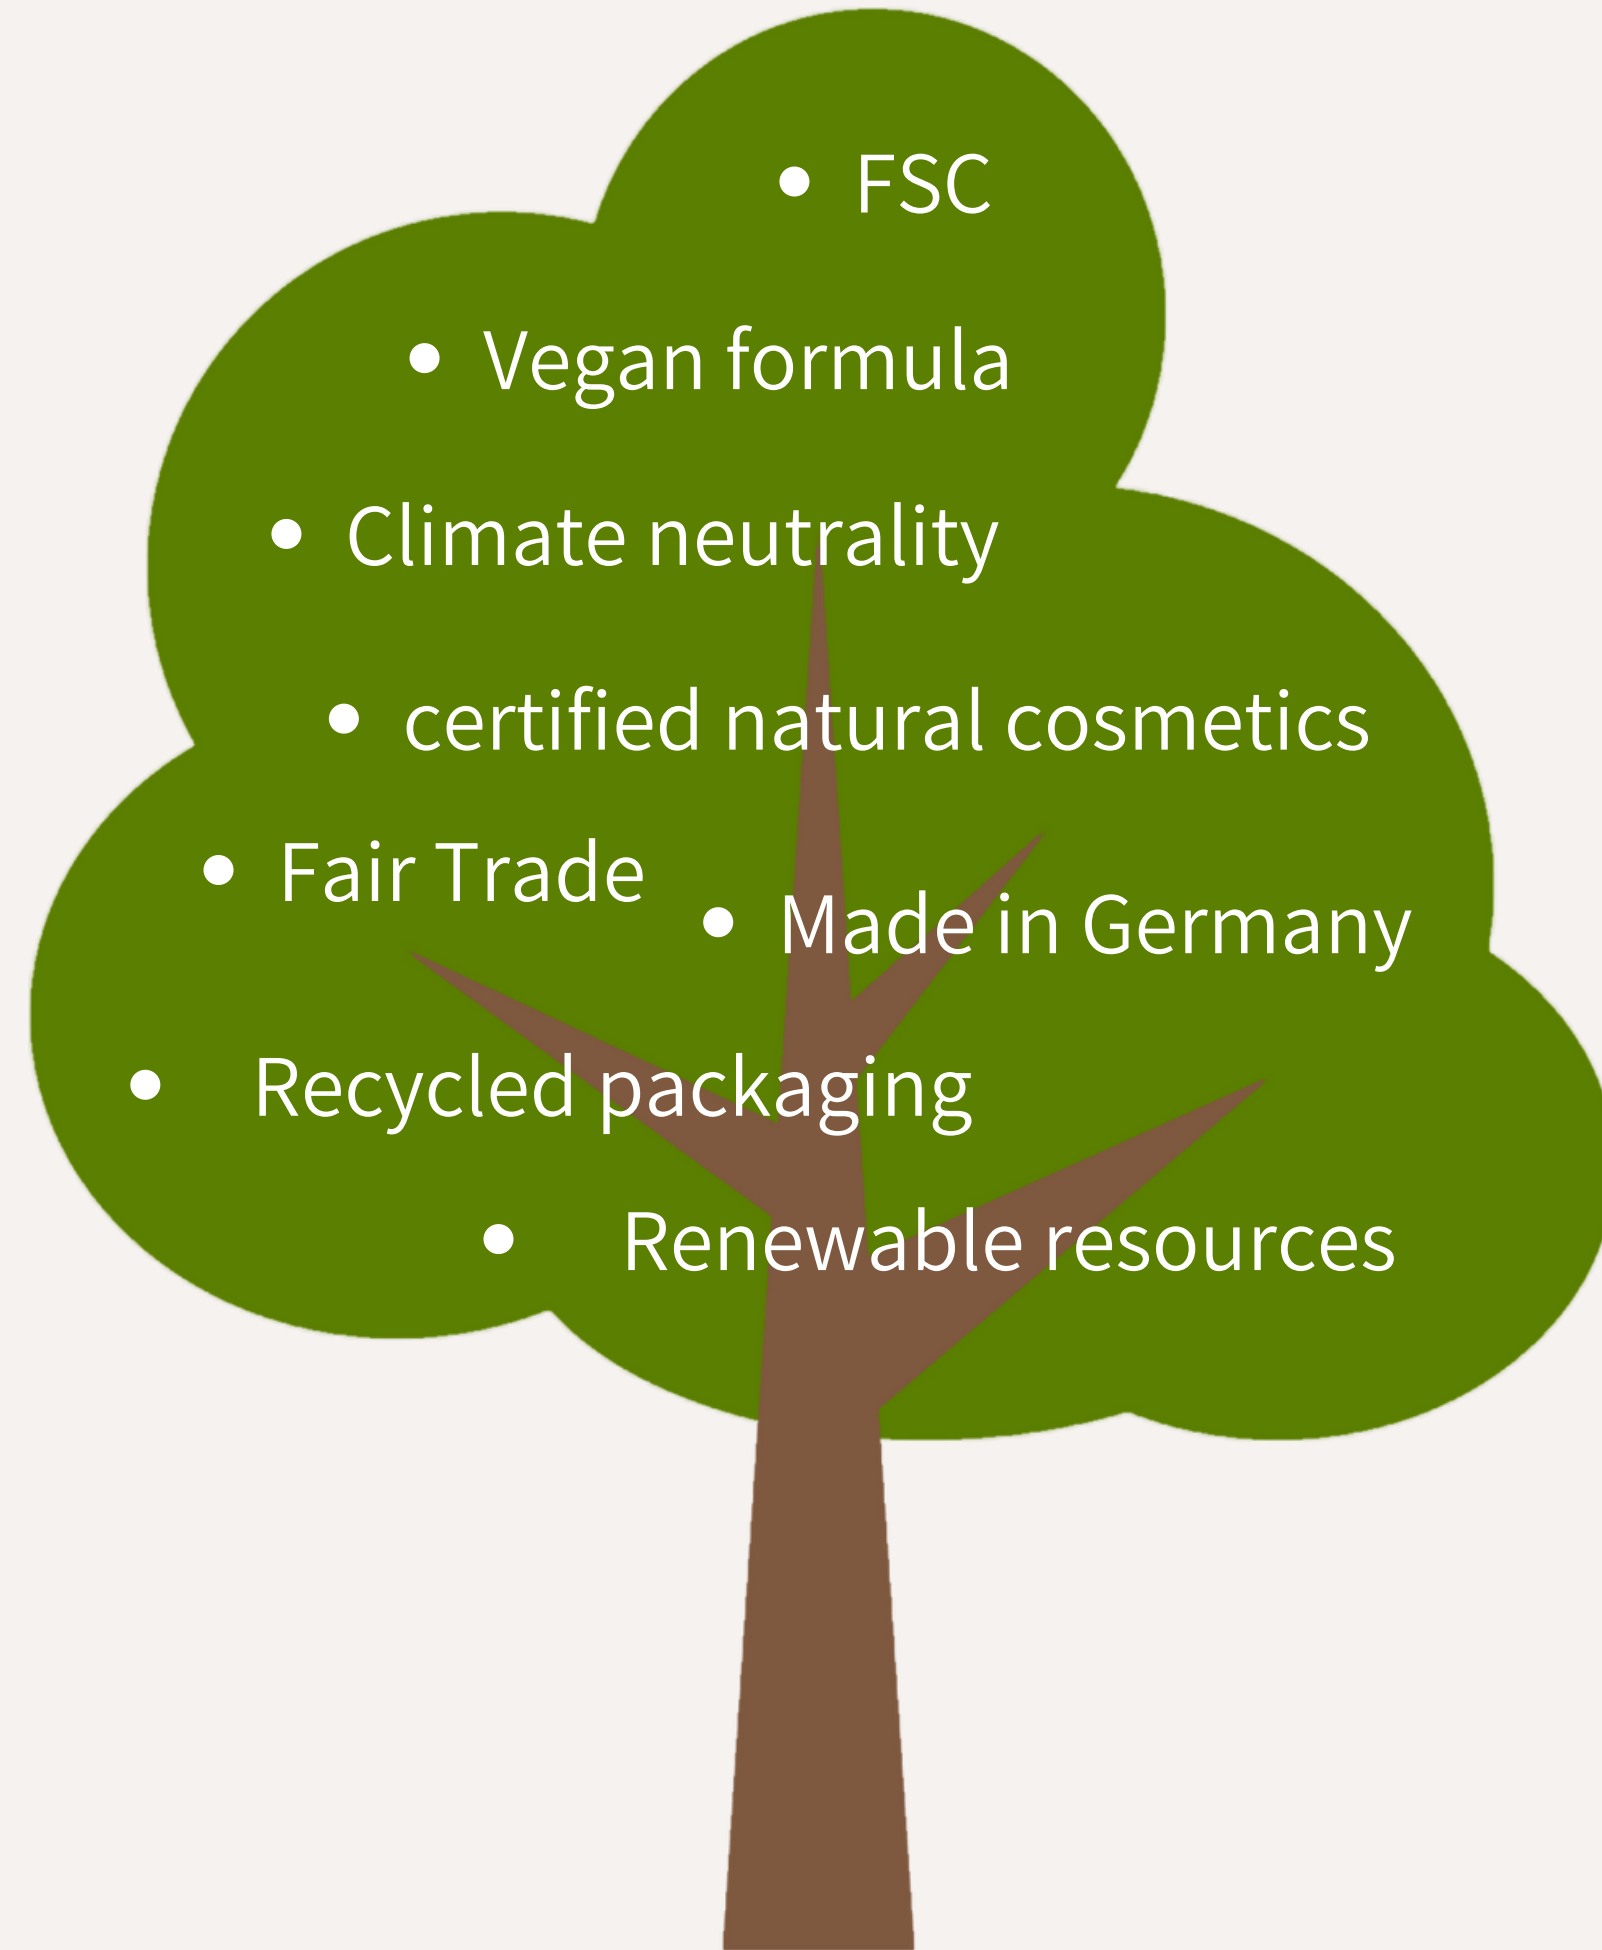 • FSC
• Vegan formula
• Climate neutrality
• certified natural cosmetics
• Fair Trade
• Made in Germany
• Recycled packaging
• Renewable resources